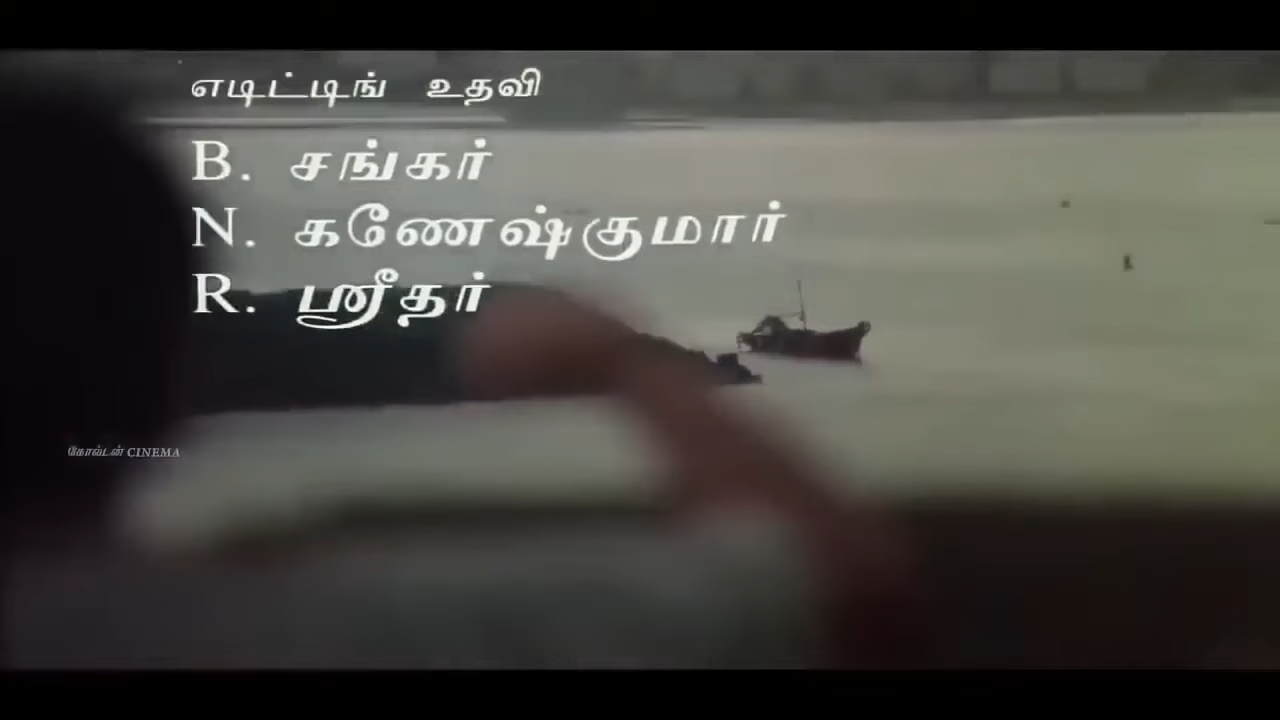 எடிட்டிங் உதவி
B. சங்கர்
N. கணேஷ்குமார்
R. ஸ்ரீதர்
கோல்டன் CINEMA